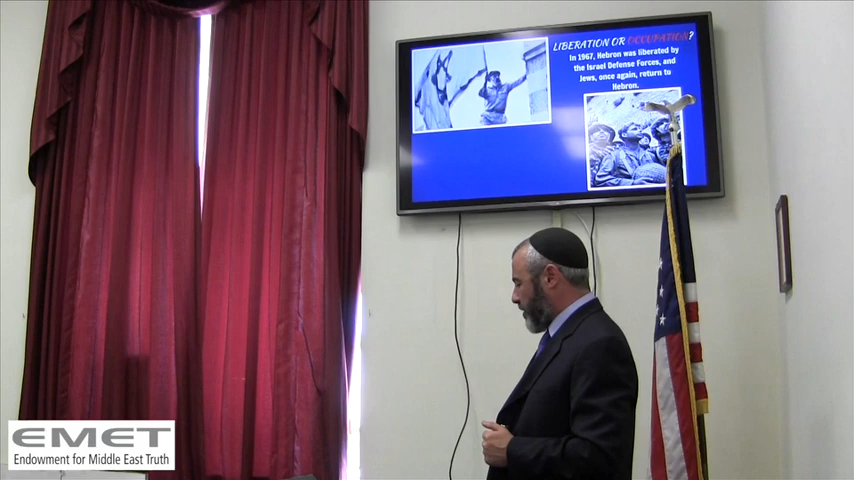 LIBERATION OR OCCUPATION?
In 1967, Hebron was liberated by
the Israel Defense Forces, and
Jews, once again, return to
Hebron.
EMET
Endowment for Middle East Truth